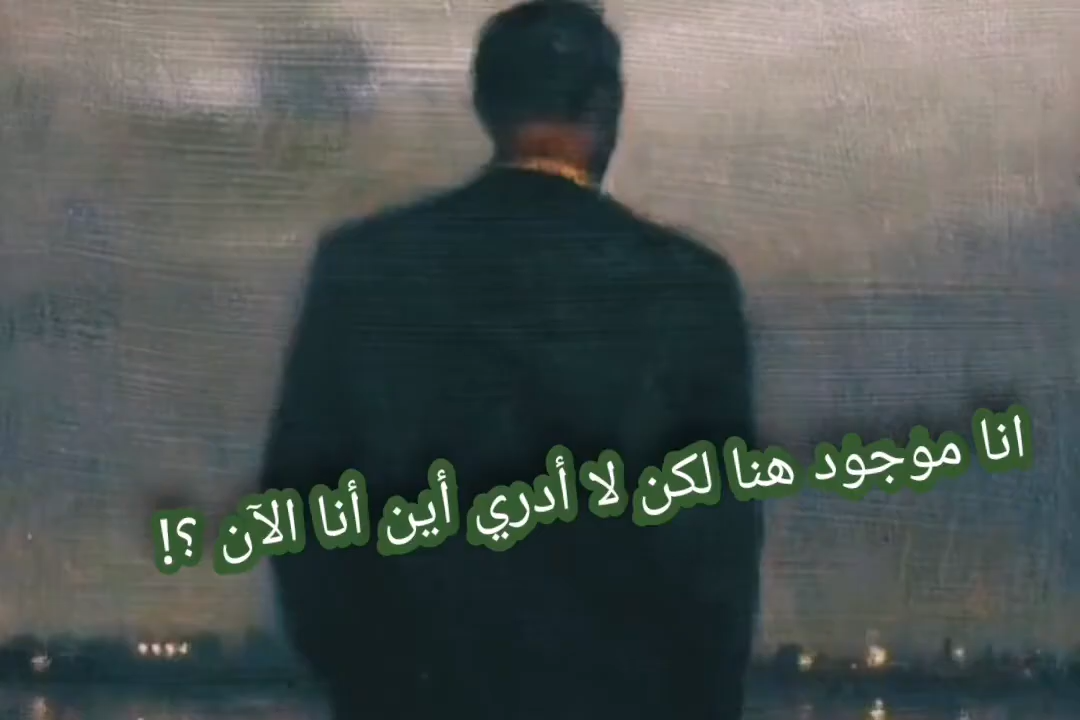 انا موجود هنا لكن لا أدري أين أنا الآن ؟!